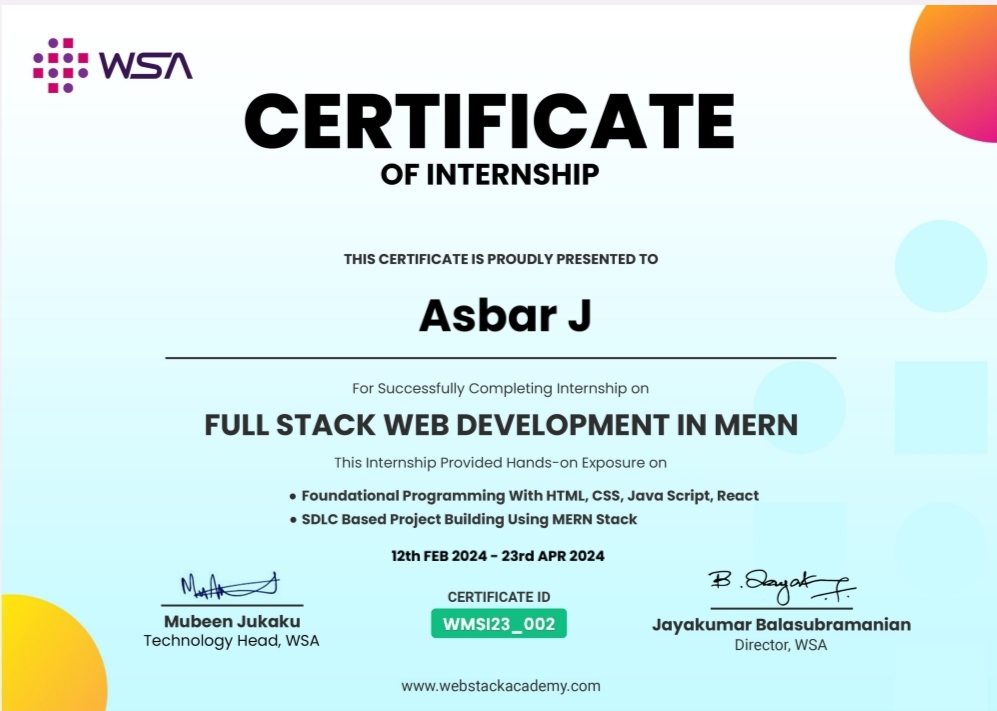 WSA
CERTIFICATE
OF INTERNSHIP
THIS CERTIFICATE IS PROUDLY PRESENTED TO
Asbar J
For Successfully Completing Internship on
FULL STACK WEB DEVELOPMENT IN MERN
This Internship Provided Hands-on Exposure on
• Foundational Programming With HTML, CSS, Java Script, React
• SDLC Based Project Building Using MERN Stack
12th FEB 2024 - 23rd APR 2024
Mubeen Jukaku
Technology Head, WSA
CERTIFICATE ID
WMSI23_002
B. Jayak
Jayakumar Balasubramanian
Director, WSA
www.webstackacademy.com